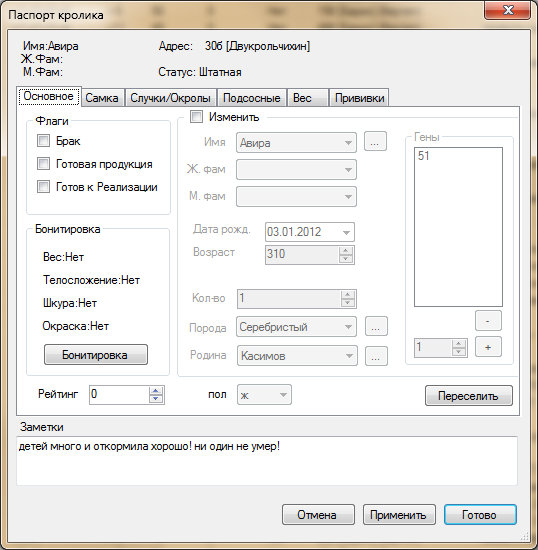 Паспорт кролика
Имя:Авира Адрес: 30б [Двукрольчихин]
Ж.Фам:
М.Фам: Статус: Штатная
Основное Самка Случки/Окролы Подсосные Вес Прививки
Флаги
Брак
Готовая продукция
Готов к Реализации
Бонитировка
Вес:Нет
Телосложение:Нет
Шкура:Нет
Окраска:Нет
Бонитировка
Изменить
Имя Авира ...
Ж. фам
М. фам
Дата рожд. 03.01.2012
Возраст 310
Кол-во 1
Порода Серебристый ...
Родина Касимов ...
Гены
51
-
1 +
Рейтинг 0 пол ж Переселить
Заметки
детей много и откормила хорошо! ни один не умер!
Отмена Применить Готово